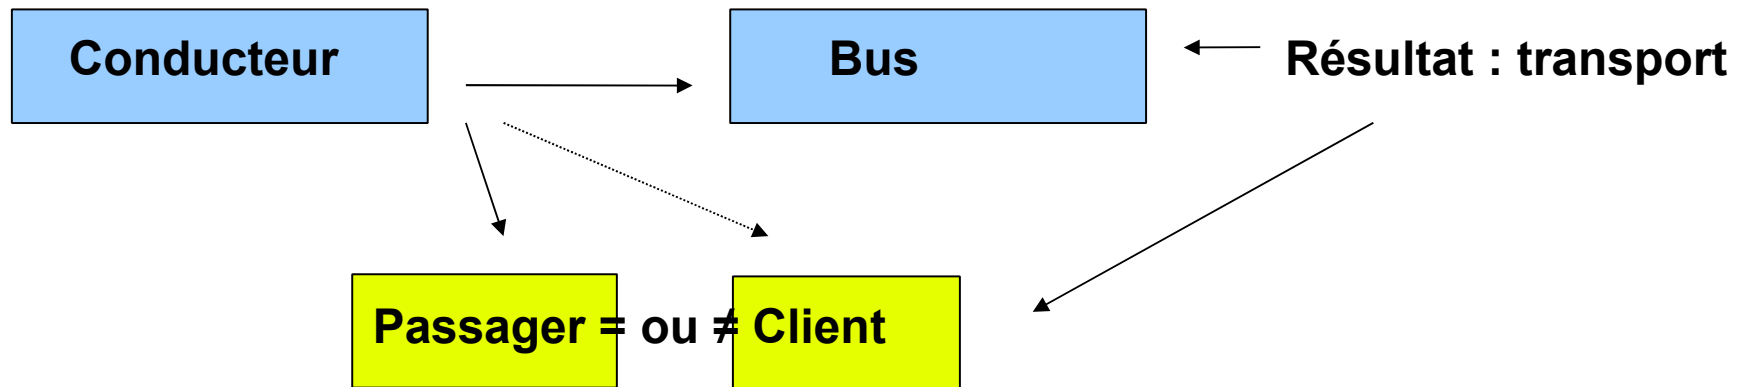 Conducteur Bus Résultat : transport
Passager = ou ≠ Client